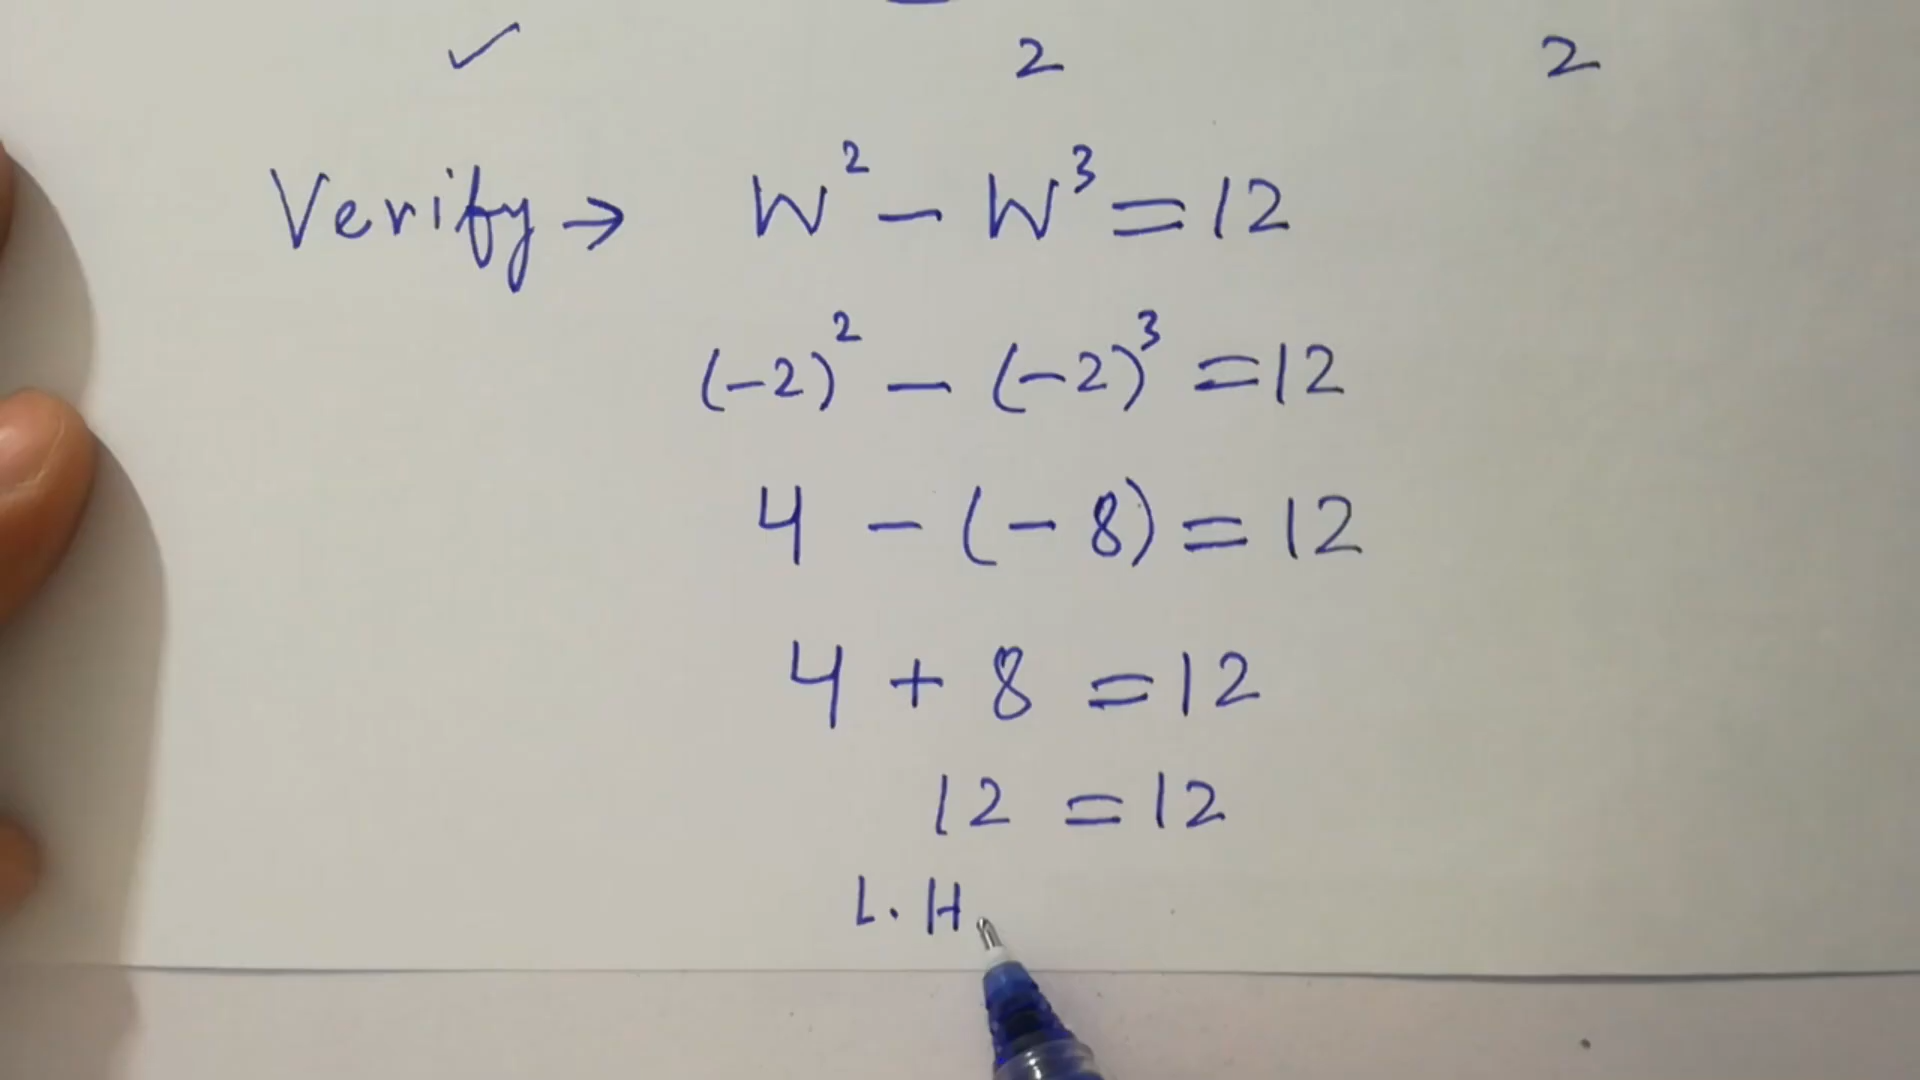 ✓ 2 2
Verify → W² - W³ = 12
(-2)² - (-2)³ = 12
4 - (-8) = 12
4 + 8 = 12
12 = 12
L.H